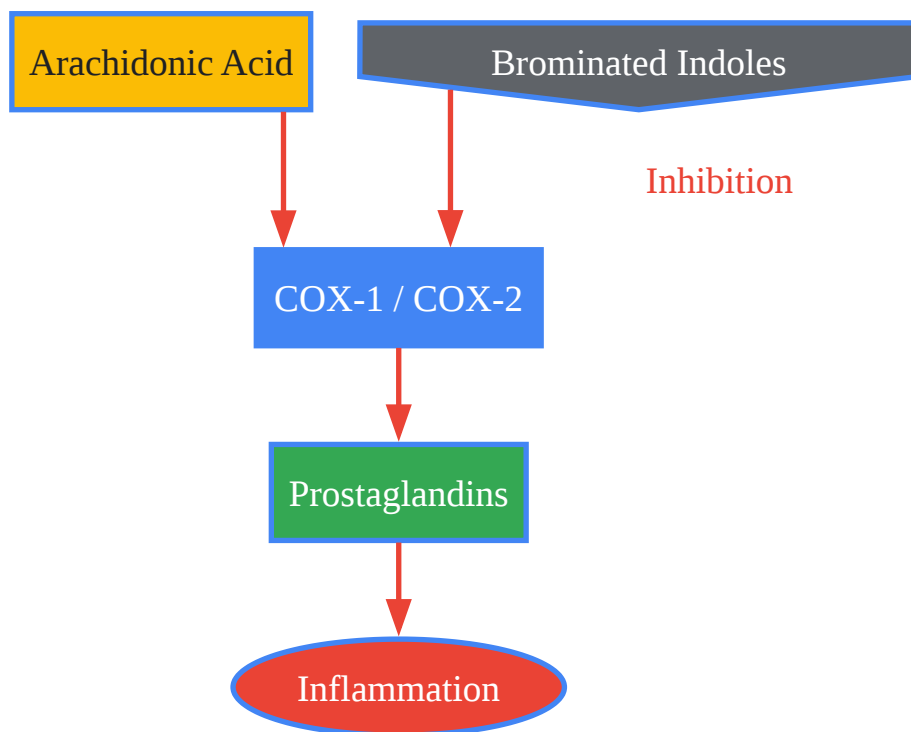 Arachidonic Acid
Brominated Indoles
Inhibition
COX-1 / COX-2
Prostaglandins
Inflammation